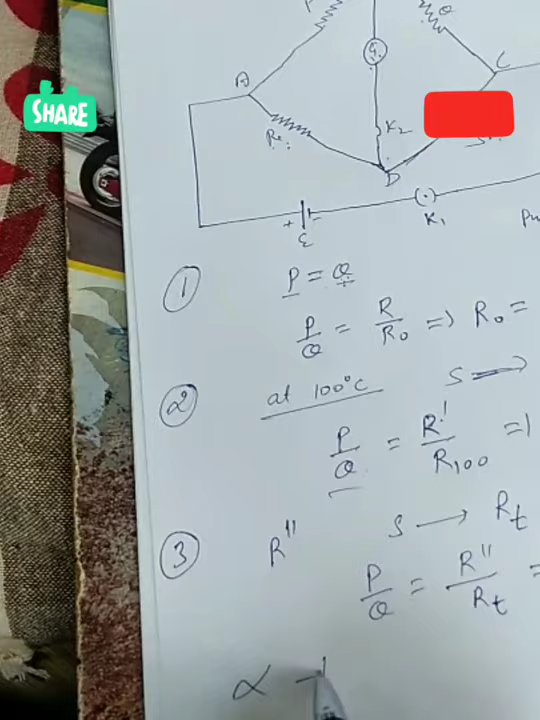 SHARE
P Q
G
A C
K2
R
D
+ -
ε K1
① P = Q
P/Q = R/R0 => R0 =
② at 100°C S →
P/Q = R'/R100 =>
③ R'' S → Rt
P/Q = R''/Rt =
α